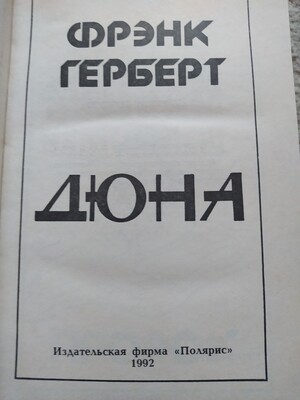 ФРЭНК
ГЕРБЕРТ
ДЮНА
Издательская фирма «Полярис»
1992